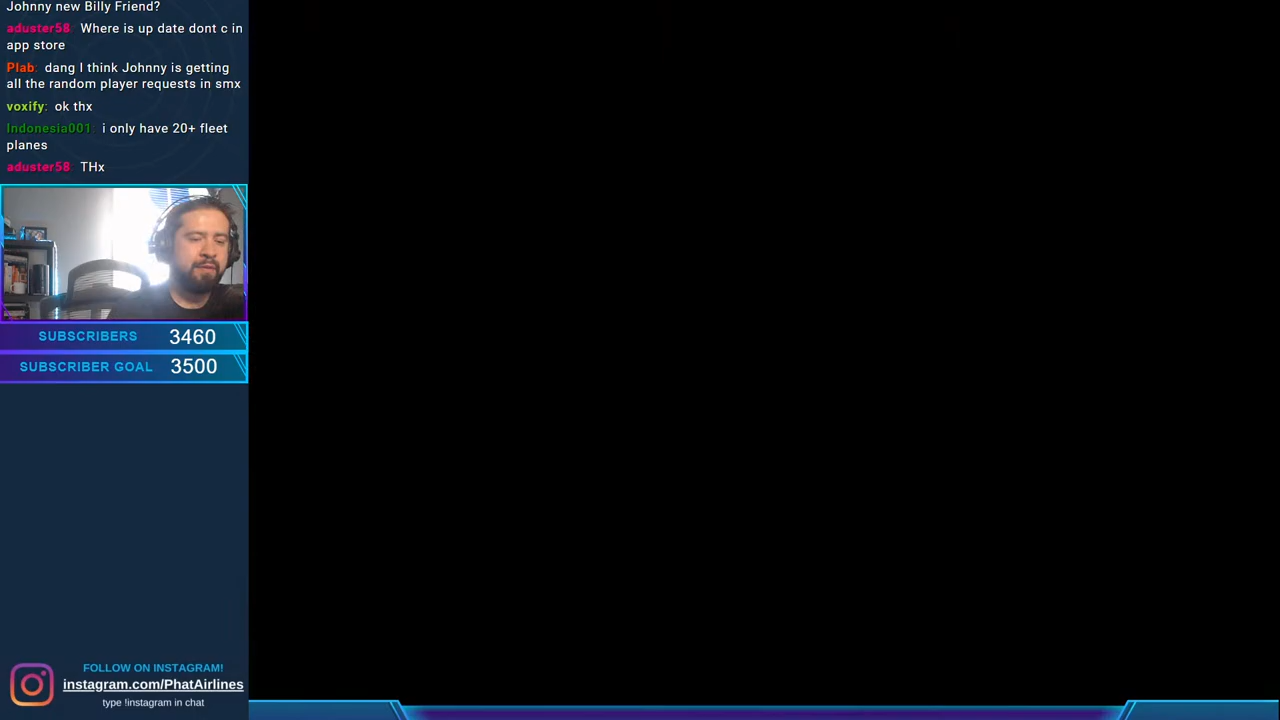 Johnny new Billy Friend?
aduster58: Where is up date dont c in
app store
Plab: dang I think Johnny is getting
all the random player requests in smx
voxify: ok thx
Indonesia001: i only have 20+ fleet
planes
aduster58: THx
SUBSCRIBERS 3460
SUBSCRIBER GOAL 3500
FOLLOW ON INSTAGRAM!
instagram.com/PhatAirlines
type !instagram in chat